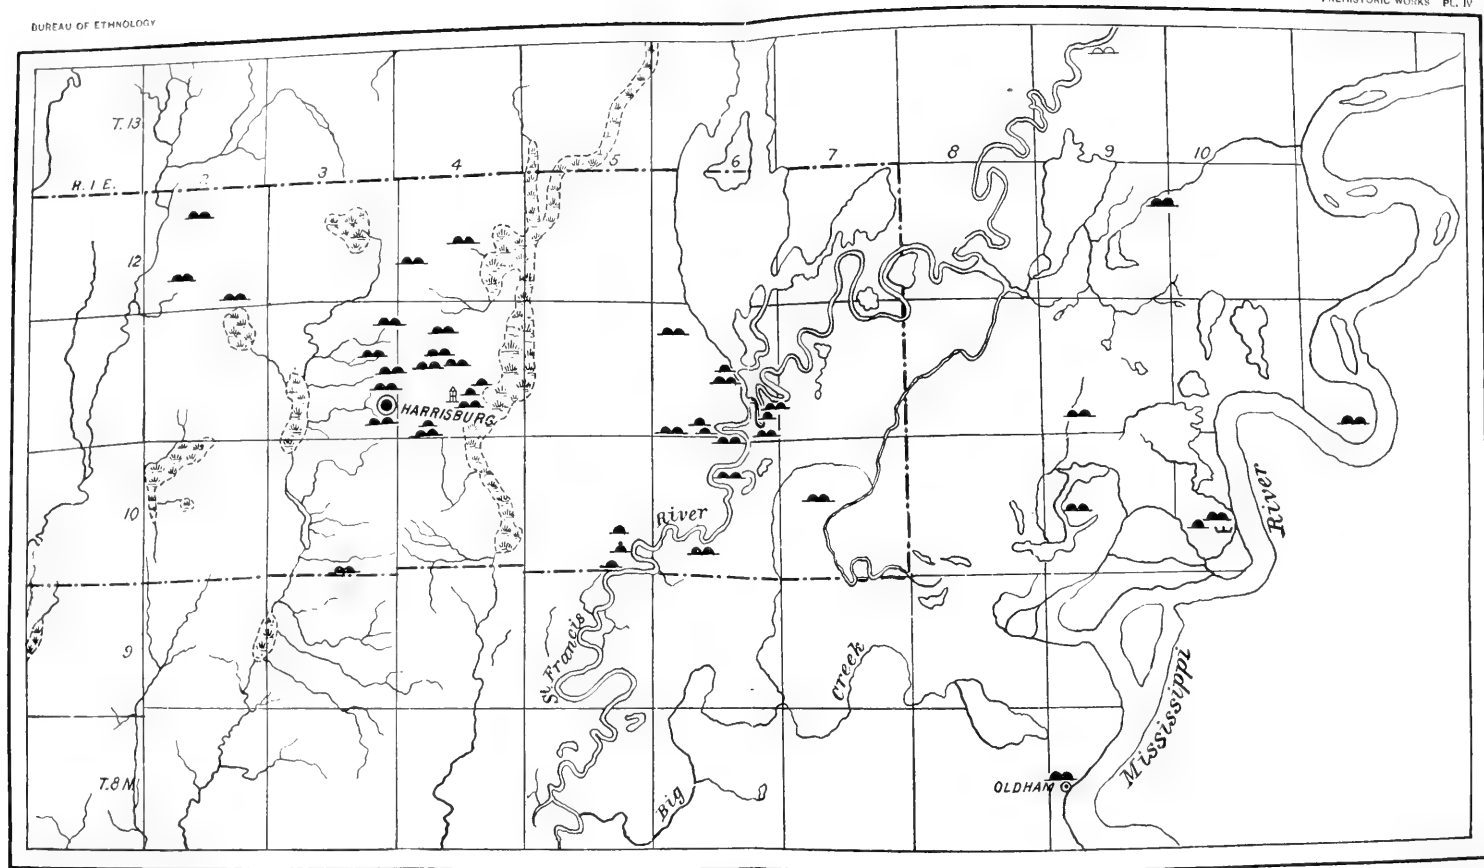 BUREAU OF ETHNOLOGY
PREHISTORIC WORKS PL. IV
T. 13
R. 1 E.
2
3
4
5
6
7
8
9
10
12
HARRISBURG
10
River
River
St. Francis
9
Creek
Mississippi
T. 8 N.
Big
OLDHAM